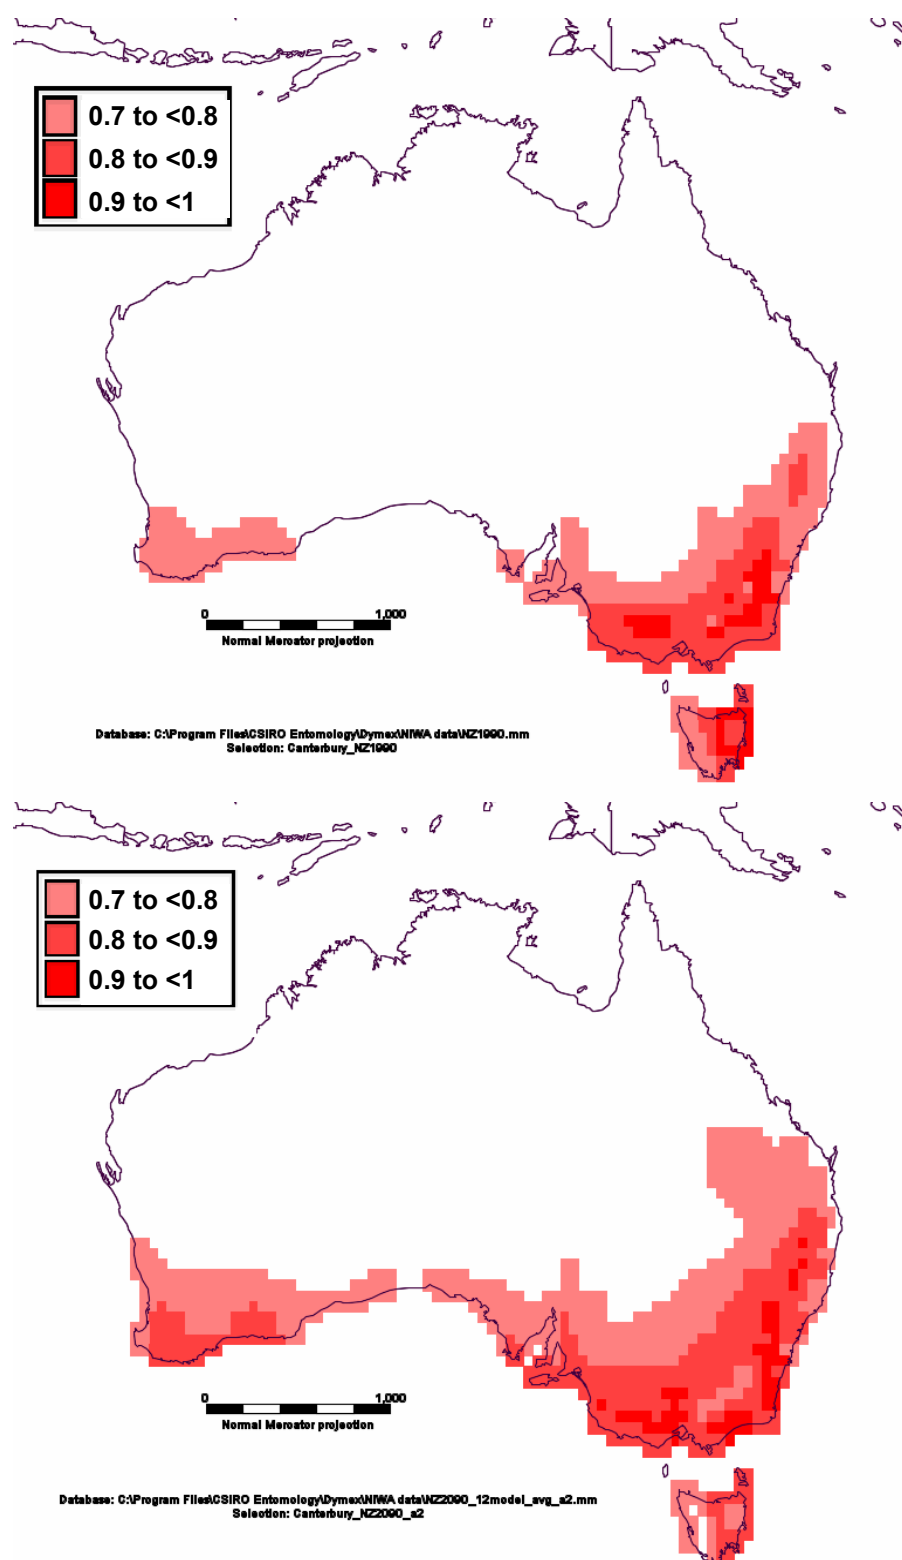 0.7 to <0.8
0.8 to <0.9
0.9 to <1
0 1,000
Normal Mercator projection
Database: C:\Program Files\CSIRO Entomology\Dymex\NIWA data\NZ1990.mm
Selection: Canterbury_NZ1990
0.7 to <0.8
0.8 to <0.9
0.9 to <1
0 1,000
Normal Mercator projection
Database: C:\Program Files\CSIRO Entomology\Dymex\NIWA data\NZ2090_12model_avg_a2.mm
Selection: Canterbury_NZ2090_a2